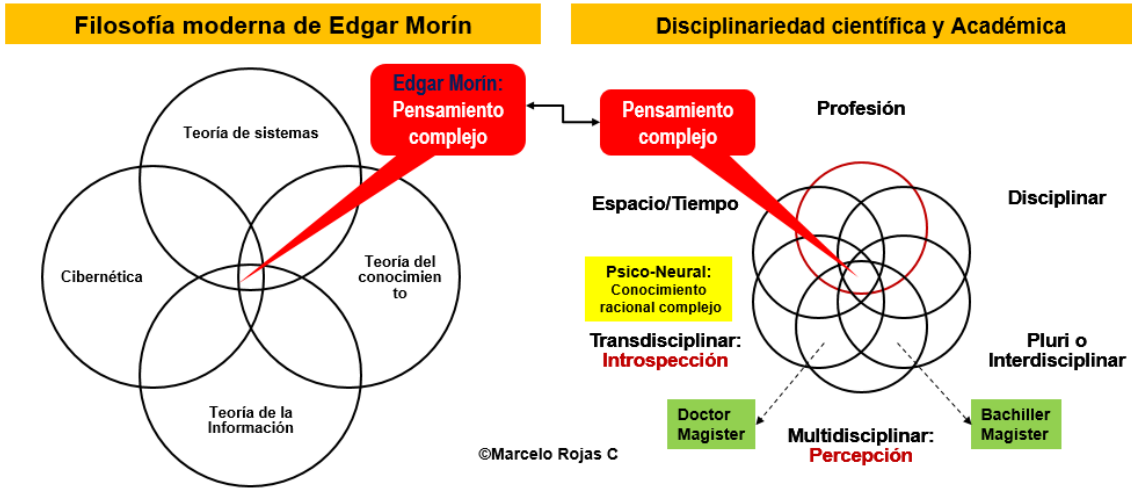 Filosofía moderna de Edgar Morín
Teoría de sistemas
Edgar Morín:
Pensamiento
complejo
Cibernética
Teoría del
conocimien
to
Teoría de la
Información
Disciplinariedad científica y Académica
Pensamiento
complejo
Profesión
Espacio/Tiempo
Disciplinar
Psico-Neural:
Conocimiento
racional complejo
Transdisciplinar:
Introspección
Pluri o
Interdisciplinar
Doctor
Magister
Bachiller
Magister
Multidisciplinar:
Percepción
©Marcelo Rojas C